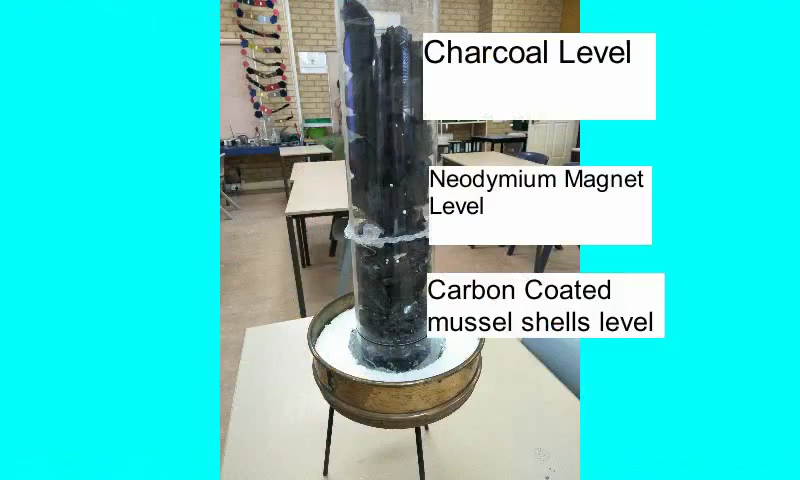 Charcoal Level
Neodymium Magnet
Level
Carbon Coated
mussel shells level